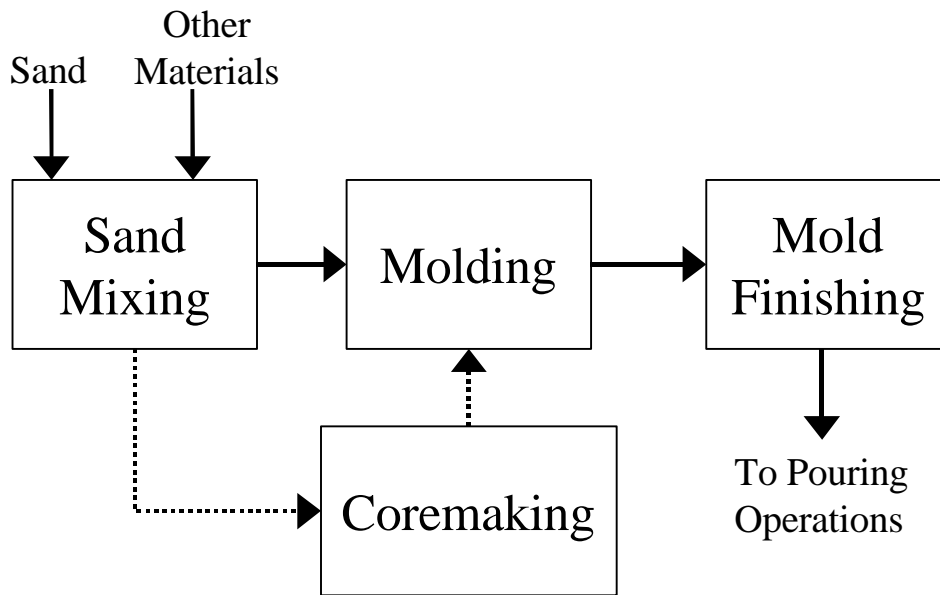 Other
Materials
Sand
Sand
Mixing
Molding
Mold
Finishing
Coremaking
To Pouring
Operations